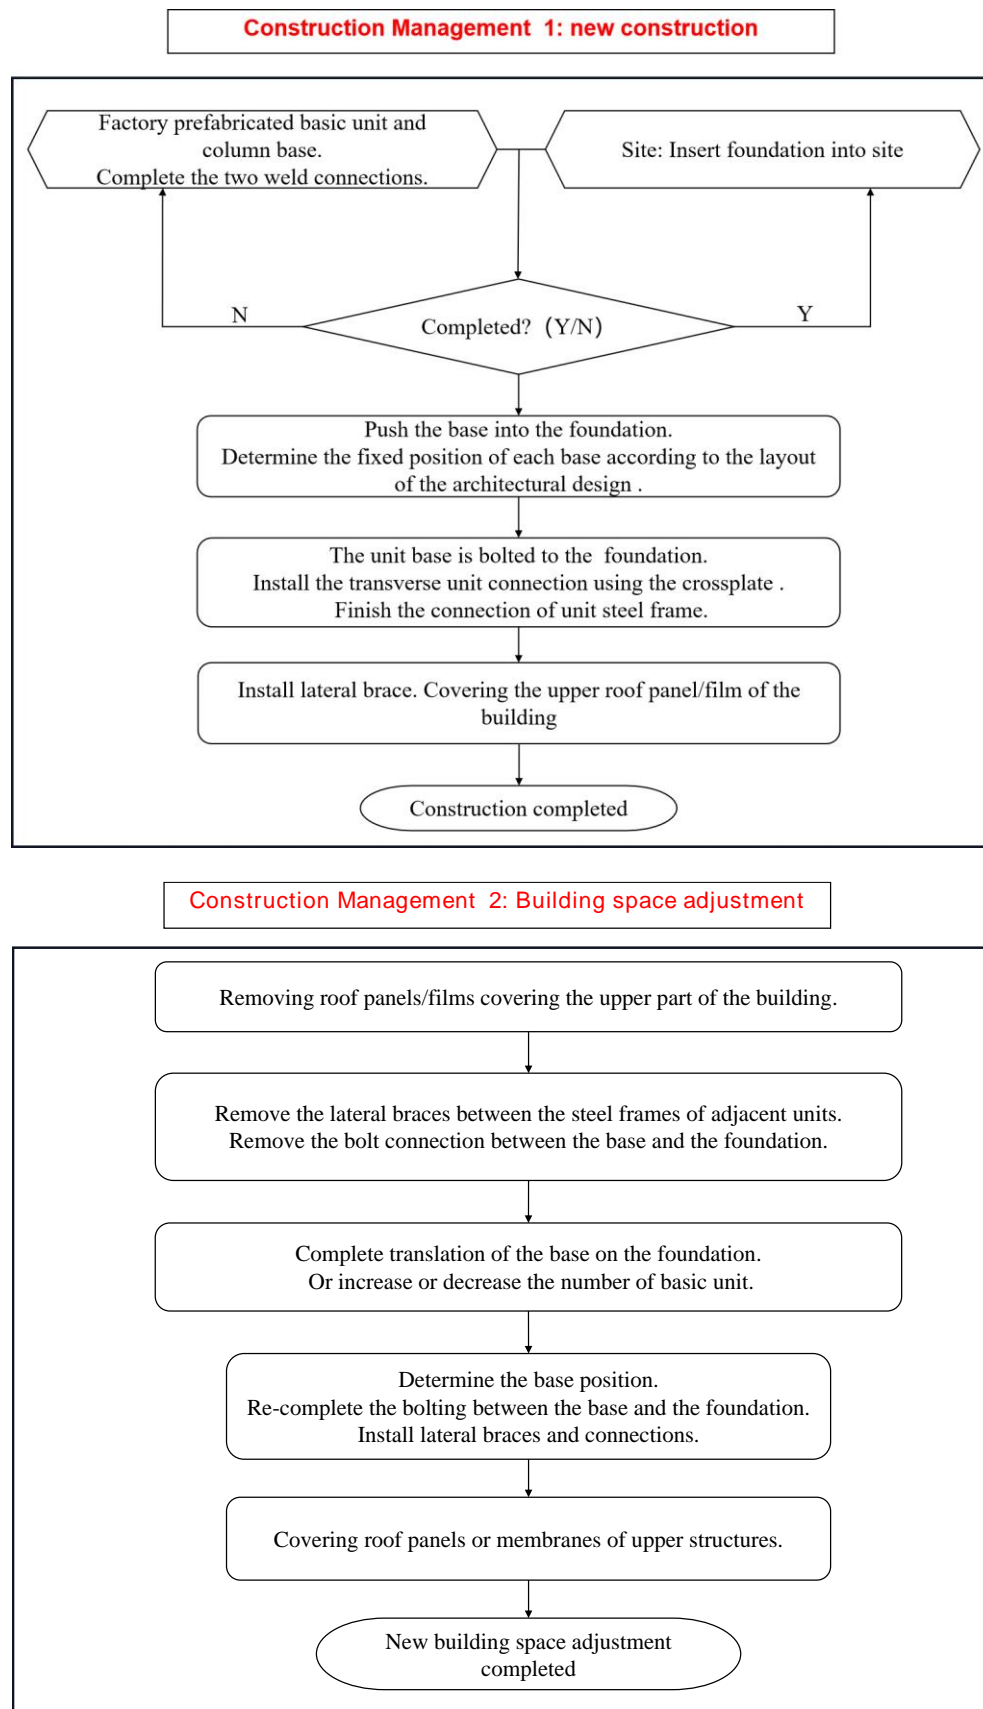 Construction Management 1: new construction
Factory prefabricated basic unit and
column base.
Complete the two weld connections.
Site: Insert foundation into site
N
Completed? (Y/N)
Y
Push the base into the foundation.
Determine the fixed position of each base according to the layout
of the architectural design .
The unit base is bolted to the foundation.
Install the transverse unit connection using the crossplate .
Finish the connection of unit steel frame.
Install lateral brace. Covering the upper roof panel/film of the
building
Construction completed
Construction Management 2: Building space adjustment
Removing roof panels/films covering the upper part of the building.
Remove the lateral braces between the steel frames of adjacent units.
Remove the bolt connection between the base and the foundation.
Complete translation of the base on the foundation.
Or increase or decrease the number of basic unit.
Determine the base position.
Re-complete the bolting between the base and the foundation.
Install lateral braces and connections.
Covering roof panels or membranes of upper structures.
New building space adjustment
completed